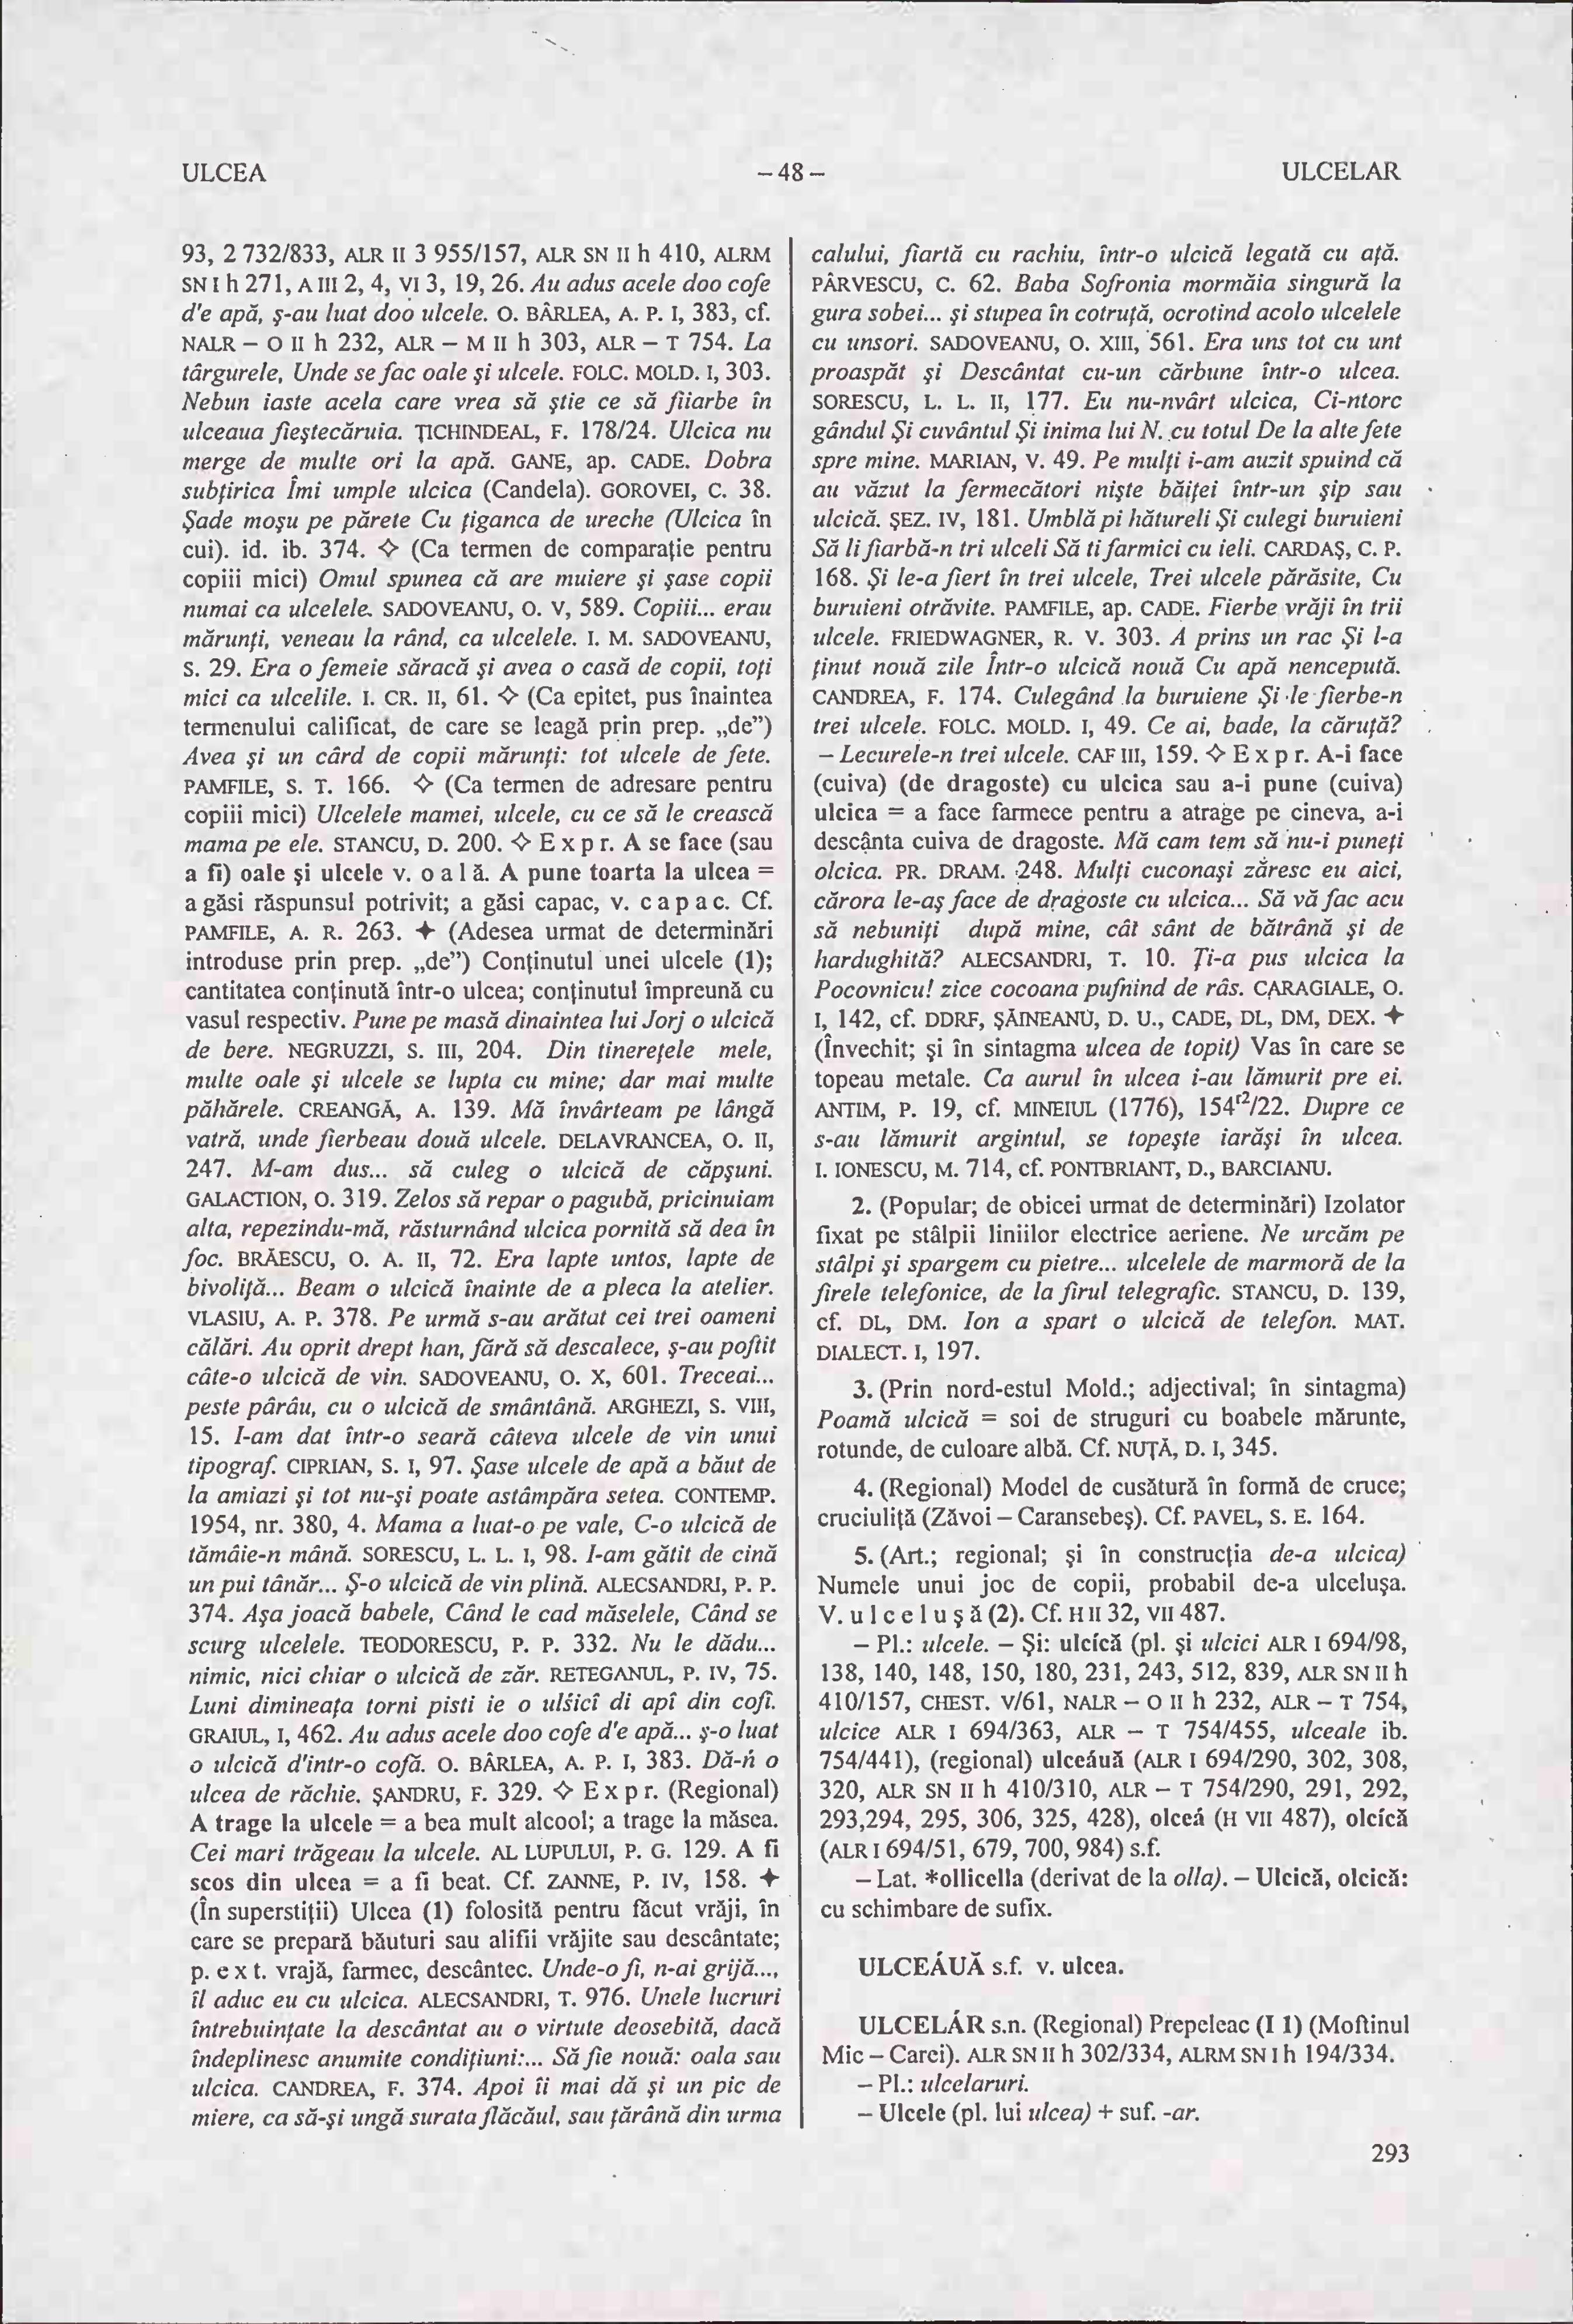 ULCEA
– 48 –
ULCELAR
93, 2 732/833, ALR II 3 955/157, ALR SN II h 410, ALRM
SN I h 271, A III 2, 4, VI 3, 19, 26. Au adus acele doo cofe
d'e apă, ş-au luat doo ulcele. O. BÂRLEA, A. P. I, 383, cf.
NALR – O II h 232, ALR – M II h 303, ALR – T 754. La
târgurele, Unde se fac oale şi ulcele. FOLC. MOLD. I, 303.
Nebun iaste acela care vrea să ştie ce să fiiarbe în
ulceaua fieştecăruia. ŢICHINDEAL, F. 178/24. Ulcica nu
merge de multe ori la apă. GANE, ap. CADE. Dobra
subţirica Îmi umple ulcica (Candela). GOROVEI, C. 38.
Şade moşu pe părete Cu ţiganca de ureche (Ulcica în
cui). id. ib. 374. ◇ (Ca termen de comparaţie pentru
copiii mici) Omul spunea că are muiere şi şase copii
numai ca ulcelele. SADOVEANU, O. V, 589. Copiii... erau
mărunţi, veneau la rând, ca ulcelele. I. M. SADOVEANU,
S. 29. Era o femeie săracă şi avea o casă de copii, toţi
mici ca ulcelile. I. CR. II, 61. ◇ (Ca epitet, pus înaintea
termenului calificat, de care se leagă prin prep. „de”)
Avea şi un cârd de copii mărunţi: tot ulcele de fete.
PAMFILE, S. T. 166. ◇ (Ca termen de adresare pentru
copiii mici) Ulcelele mamei, ulcele, cu ce să le crească
mama pe ele. STANCU, D. 200. ◇ E x p r. A se face (sau
a fi) oale şi ulcele v. o a l ă. A pune toarta la ulcea =
a găsi răspunsul potrivit; a găsi capac, v. c a p a c. Cf.
PAMFILE, A. R. 263. ✦ (Adesea urmat de determinări
introduse prin prep. „de”) Conţinutul unei ulcele (1);
cantitatea conţinută într-o ulcea; conţinutul împreună cu
vasul respectiv. Pune pe masă dinaintea lui Jorj o ulcică
de bere. NEGRUZZI, S. III, 204. Din tinereţele mele,
multe oale şi ulcele se lupta cu mine; dar mai multe
păhărele. CREANGĂ, A. 139. Mă învârteam pe lângă
vatră, unde fierbeau două ulcele. DELAVRANCEA, O. II,
247. M-am dus... să culeg o ulcică de căpşuni.
GALACTION, O. 319. Zelos să repar o pagubă, pricinuiam
alta, repezindu-mă, răsturnând ulcica pornită să dea în
foc. BRĂESCU, O. A. II, 72. Era lapte untos, lapte de
bivoliţă... Beam o ulcică înainte de a pleca la atelier.
VLASIU, A. P. 378. Pe urmă s-au arătat cei trei oameni
călări. Au oprit drept han, fără să descalece, ş-au poftit
câte-o ulcică de vin. SADOVEANU, O. X, 601. Treceai...
peste pârâu, cu o ulcică de smântână. ARGHEZI, S. VIII,
15. I-am dat într-o seară câteva ulcele de vin unui
tipograf. CIPRIAN, S. I, 97. Şase ulcele de apă a băut de
la amiazi şi tot nu-şi poate astâmpăra setea. CONTEMP.
1954, nr. 380, 4. Mama a luat-o pe vale, C-o ulcică de
tămâie-n mână. SORESCU, L. L. I, 98. I-am gătit de cină
un pui tânăr... Ş-o ulcică de vin plină. ALECSANDRI, P. P.
374. Aşa joacă babele, Când le cad măselele, Când se
scurg ulcelele. TEODORESCU, P. P. 332. Nu le dădu...
nimic, nici chiar o ulcică de zăr. RETEGANUL, P. IV, 75.
Luni dimineaţa torni pisti ie o ulśicî di apî din cofî.
GRAIUL, I, 462. Au adus acele doo cofe d'e apă... ş-o luat
o ulcică d'intr-o cofă. O. BÂRLEA, A. P. I, 383. Dă-ń o
ulcea de răchie. ŞANDRU, F. 329. ◇ E x p r. (Regional)
A trage la ulcele = a bea mult alcool; a trage la măsea.
Cei mari trăgeau la ulcele. AL LUPULUI, P. G. 129. A fi
scos din ulcea = a fi beat. Cf. ZANNE, P. IV, 158. ✦
(În superstiţii) Ulcea (1) folosită pentru făcut vrăji, în
care se prepară băuturi sau alifii vrăjite sau descântate;
p. e x t. vrajă, farmec, descântec. Unde-o fi, n-ai grijă...,
îl aduc eu cu ulcica. ALECSANDRI, T. 976. Unele lucruri
întrebuinţate la descântat au o virtute deosebită, dacă
îndeplinesc anumite condiţiuni:... Să fie nouă: oala sau
ulcica. CANDREA, F. 374. Apoi îi mai dă şi un pic de
miere, ca să-şi ungă surata flăcăul, sau ţărână din urma
calului, fiartă cu rachiu, într-o ulcică legată cu aţă.
PÂRVESCU, C. 62. Baba Sofronia mormăia singură la
gura sobei... şi stupea în cotruţă, ocrotind acolo ulcelele
cu unsori. SADOVEANU, O. XIII, 561. Era uns tot cu unt
proaspăt şi Descântat cu-un cărbune într-o ulcea.
SORESCU, L. L. II, 177. Eu nu-nvârt ulcica, Ci-ntorc
gândul Şi cuvântul Şi inima lui N. cu totul De la alte fete
spre mine. MARIAN, V. 49. Pe mulţi i-am auzit spuind că
au văzut la fermecători nişte băiţei într-un şip sau
ulcică. ŞEZ. IV, 181. Umblă pi hătureli Şi culegi buruieni
Să li fiarbă-n tri ulceli Să ti farmici cu ieli. CARDAŞ, C. P.
168. Şi le-a fiert în trei ulcele, Trei ulcele părăsite, Cu
buruieni otrăvite. PAMFILE, ap. CADE. Fierbe vrăji în trii
ulcele. FRIEDWAGNER, R. V. 303. A prins un rac Şi l-a
ţinut nouă zile Într-o ulcică nouă Cu apă nencepută.
CANDREA, F. 174. Culegând la buruiene Şi le fierbe-n
trei ulcele. FOLC. MOLD. I, 49. Ce ai, bade, la căruţă?
– Lecurele-n trei ulcele. CAF III, 159. ◇ E x p r. A-i face
(cuiva) (de dragoste) cu ulcica sau a-i pune (cuiva)
ulcica = a face farmece pentru a atrage pe cineva, a-i
descânta cuiva de dragoste. Mă cam tem să nu-i puneţi
olcica. PR. DRAM. 248. Mulţi cuconaşi zăresc eu aici,
cărora le-aş face de dragoste cu ulcica... Să vă fac acu
să nebuniţi după mine, cât sânt de bătrână şi de
hardughită? ALECSANDRI, T. 10. Ţi-a pus ulcica la
Pocovnicu! zice cocoana pufnind de râs. CARAGIALE, O.
I, 142, cf. DDRF, ŞĂINEANU, D. U., CADE, DL, DM, DEX. ✦
(Învechit; şi în sintagma ulcea de topit) Vas în care se
topeau metale. Ca aurul în ulcea i-au lămurit pre ei.
ANTIM, P. 19, cf. MINEIUL (1776), 154r2/22. Dupre ce
s-au lămurit argintul, se topeşte iarăşi în ulcea.
I. IONESCU, M. 714, cf. PONTBRIANT, D., BARCIANU.
2. (Popular; de obicei urmat de determinări) Izolator
fixat pe stâlpii liniilor electrice aeriene. Ne urcăm pe
stâlpi şi spargem cu pietre... ulcelele de marmoră de la
firele telefonice, de la firul telegrafic. STANCU, D. 139,
cf. DL, DM. Ion a spart o ulcică de telefon. MAT.
DIALECT. I, 197.
3. (Prin nord-estul Mold.; adjectival; în sintagma)
Poamă ulcică = soi de struguri cu boabele mărunte,
rotunde, de culoare albă. Cf. NUŢĂ, D. I, 345.
4. (Regional) Model de cusătură în formă de cruce;
cruciuliţă (Zăvoi – Caransebeş). Cf. PAVEL, S. E. 164.
5. (Art.; regional; şi în construcţia de-a ulcica)
Numele unui joc de copii, probabil de-a ulceluşa.
V. u l c e l u ş ă (2). Cf. H II 32, VII 487.
– Pl.: ulcele. – Şi: ulcícă (pl. şi ulcici ALR I 694/98,
138, 140, 148, 150, 180, 231, 243, 512, 839, ALR SN II h
410/157, CHEST. V/61, NALR – O II h 232, ALR – T 754,
ulcice ALR I 694/363, ALR – T 754/455, ulceale ib.
754/441), (regional) ulceáuă (ALR I 694/290, 302, 308,
320, ALR SN II h 410/310, ALR – T 754/290, 291, 292,
293,294, 295, 306, 325, 428), olceá (H VII 487), olcícă
(ALR I 694/51, 679, 700, 984) s.f.
– Lat. *ollicella (derivat de la olla). – Ulcică, olcică:
cu schimbare de sufix.
ULCEÁUĂ s.f. v. ulcea.
ULCELÁR s.n. (Regional) Prepeleac (I 1) (Moftinul
Mic – Carei). ALR SN II h 302/334, ALRM SN I h 194/334.
– Pl.: ulcelaruri.
– Ulcele (pl. lui ulcea) + suf. -ar.
293